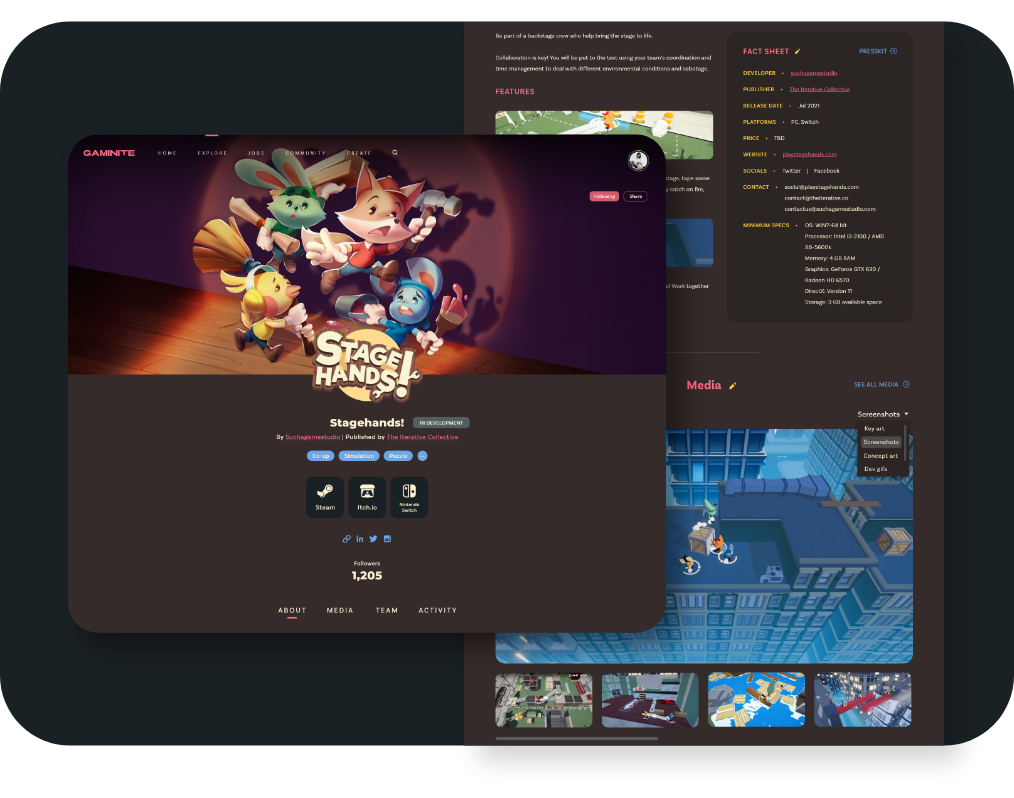 Be part of a backstage crew who help bring the stage to life.
Collaboration is key! You will be put to the test using your team's coordination and
time management to deal with different environmental conditions and sabotage.
FEATURES
stage, tape some
y catch on fire,
Work together
FACT SHEET
PRESSKIT
DEVELOPER • suchagamestudio
PUBLISHER • The Iterative Collective
RELEASE DATE • Jul 2021
PLATFORMS • PC, Switch
PRICE • TBD
WEBSITE • playstagehands.com
SOCIALS • Twitter | Facebook
CONTACT • social@playstagehands.com
contact@theiterative.co
contactus@suchagamestudio.com
MINIMUM SPECS • OS: WIN7-64 bit
Processor: Intel i3-2100 / AMD
A8-5600k
Memory: 4 GB RAM
Graphics: GeForce GTX 630 /
Radeon HD 6570
DirectX: Version 11
Storage: 3 GB available space
Media
SEE ALL MEDIA
Screenshots
Key art
Screenshots
Concept art
Dev gifs
GAMINITE
HOME
EXPLORE
JOBS
COMMUNITY
CREATE
Following
Share
STAGE
HANDS!
Stagehands!
IN DEVELOPMENT
By Suchagamestudio | Published by The Iterative Collective
Co-op
Simulation
Puzzle
...
Steam
Itch.io
Nintendo
Switch
Followers
1,205
ABOUT
MEDIA
TEAM
ACTIVITY